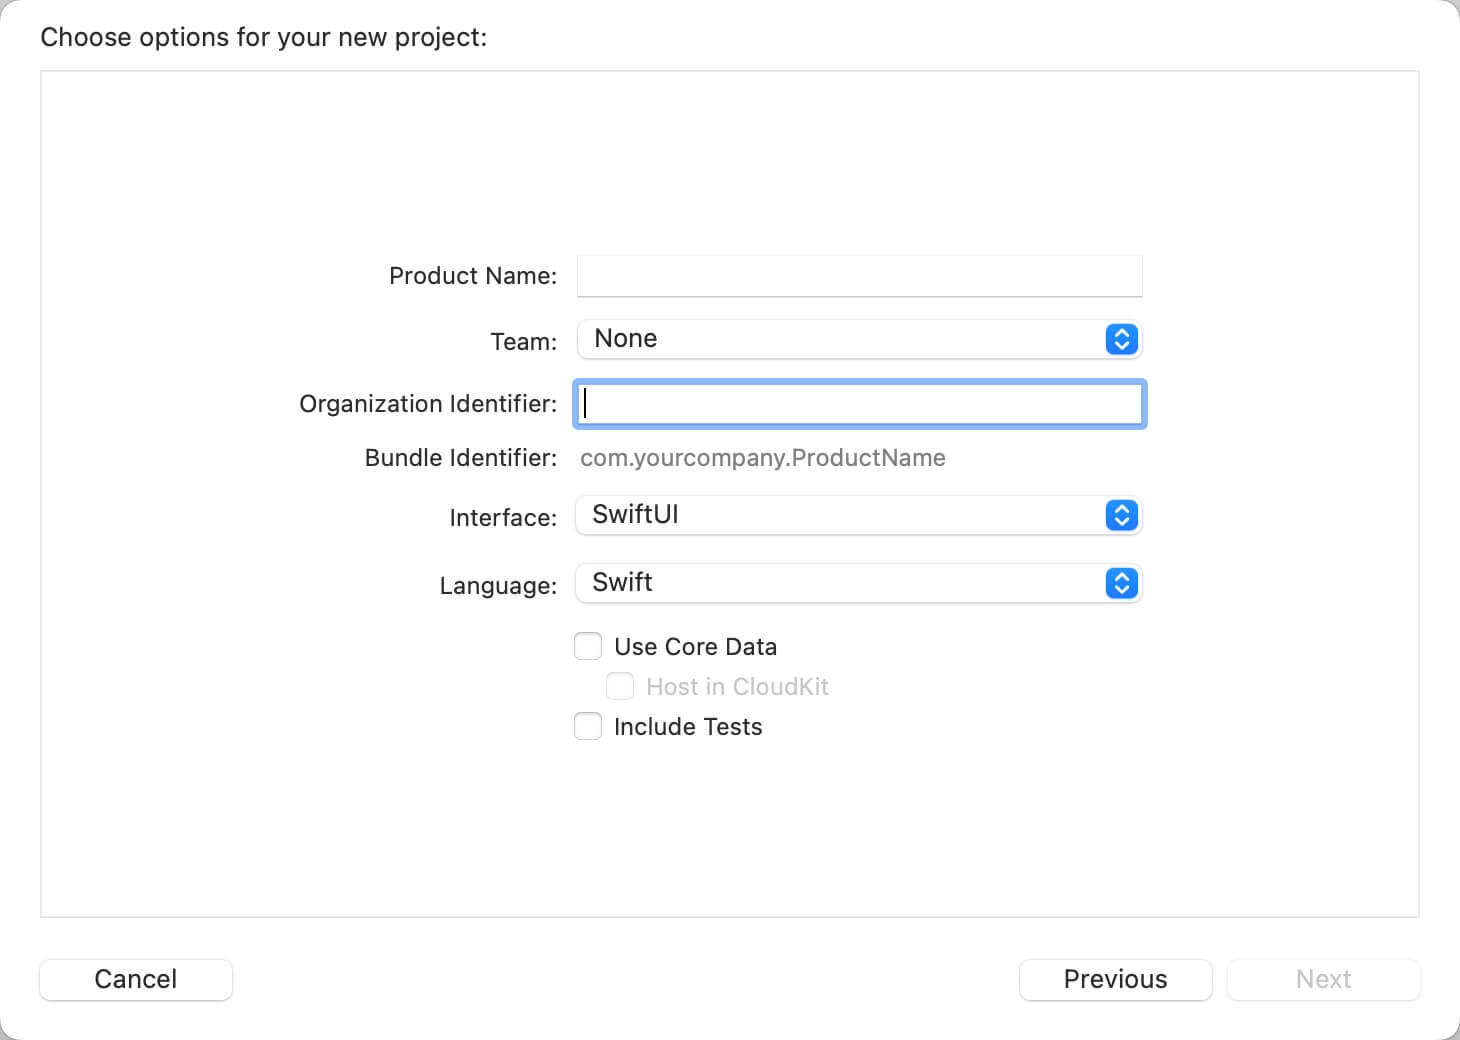 Choose options for your new project:
Product Name:
Team: None
Organization Identifier:
Bundle Identifier: com.yourcompany.ProductName
Interface: SwiftUI
Language: Swift
Use Core Data
Host in CloudKit
Include Tests
Cancel Previous Next